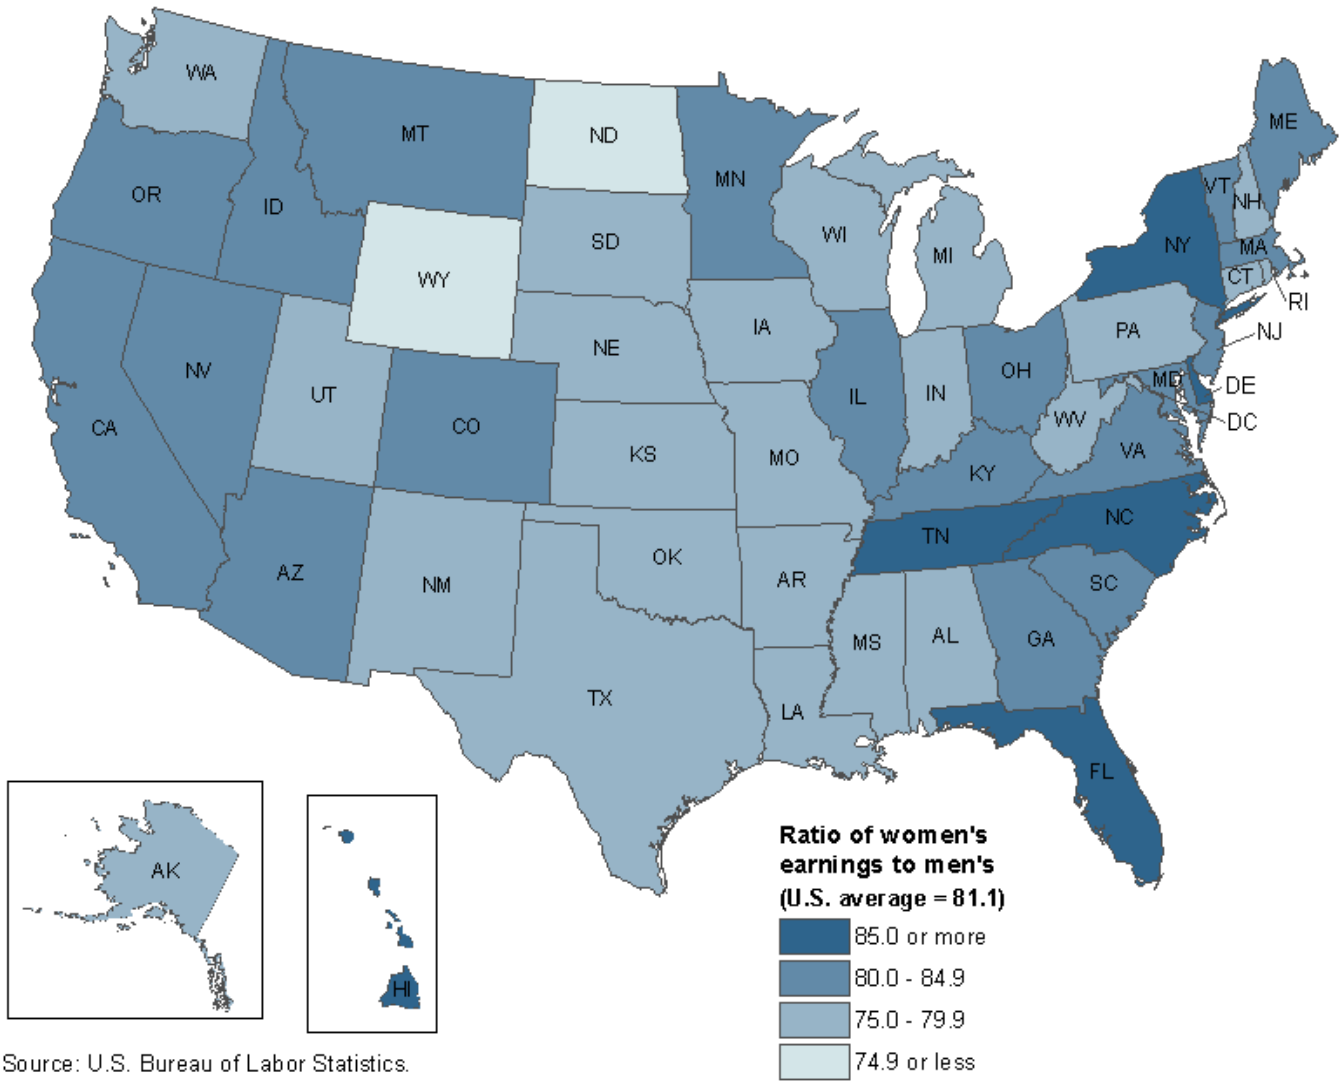 WA
MT
ND
MN
ME
OR
ID
VT
NH
SD
WI
NY
MA
MI
CT
WY
RI
IA
PA
NJ
NE
NV
OH
UT
IN
MD
DE
IL
CO
WV
DC
CA
KS
MO
VA
KY
NC
TN
OK
AZ
NM
AR
SC
MS
AL
GA
TX
LA
FL
AK
HI
Ratio of women's
earnings to men's
(U.S. average = 81.1)
85.0 or more
80.0 - 84.9
75.0 - 79.9
74.9 or less
Source: U.S. Bureau of Labor Statistics.